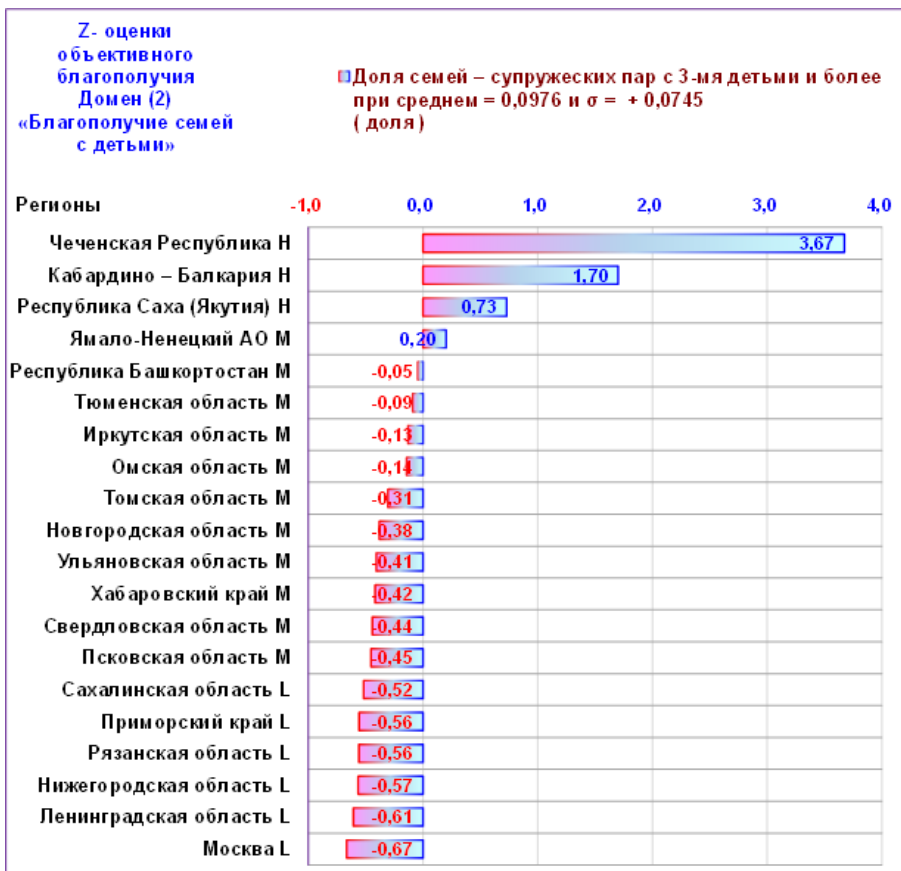 Z- оценки
объективного
благополучия
Домен (2)
«Благополучие семей
с детьми»
Доля семей – супружеских пар с 3-мя детьми и более
при среднем = 0,0976 и σ = + 0,0745
( доля )
Регионы -1,0 0,0 1,0 2,0 3,0 4,0
Чеченская Республика H 3,67
Кабардино – Балкария H 1,70
Республика Саха (Якутия) H 0,73
Ямало-Ненецкий АО M 0,20
Республика Башкортостан M -0,05
Тюменская область M -0,09
Иркутская область M -0,13
Омская область M -0,14
Томская область M -0,31
Новгородская область M -0,38
Ульяновская область M -0,41
Хабаровский край M -0,42
Свердловская область M -0,44
Псковская область M -0,45
Сахалинская область L -0,52
Приморский край L -0,56
Рязанская область L -0,56
Нижегородская область L -0,57
Ленинградская область L -0,61
Москва L -0,67